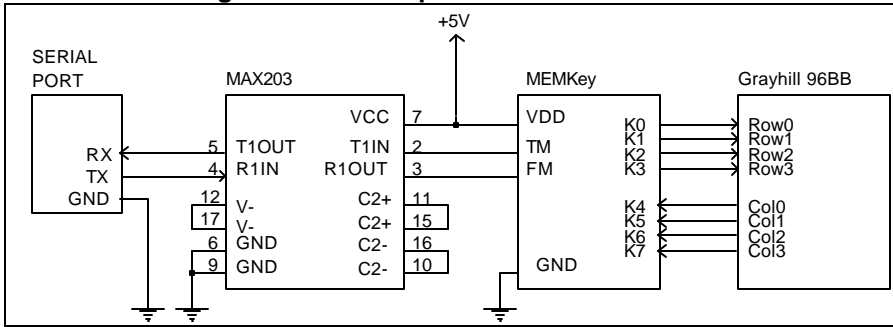 +5V
SERIAL
PORT
MAX203
MEMKey
Grayhill 96BB
VCC 7
VDD
K0
Row0
K1
Row1
RX
5 T1OUT
T1IN 2
TM
K2
Row2
TX
4 R1IN
R1OUT 3
FM
K3
Row3
GND
12 V-
C2+ 11
K4
Col0
17 V-
C2+ 15
K5
Col1
6 GND
C2- 16
K6
Col2
9 GND
C2- 10
GND
K7
Col3